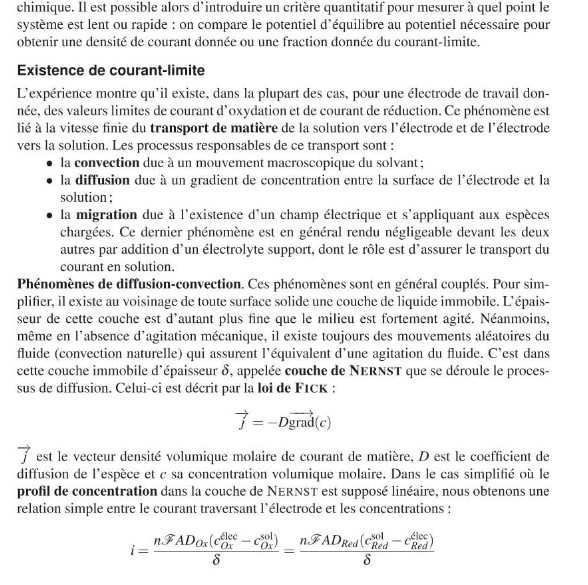 chimique. Il est possible alors d'introduire un critère quantitatif pour mesurer à quel point le
système est lent ou rapide : on compare le potentiel d'équilibre au potentiel nécessaire pour
obtenir une densité de courant donnée ou une fraction donnée du courant-limite.
Existence de courant-limite
L'expérience montre qu'il existe, dans la plupart des cas, pour une électrode de travail don-
née, des valeurs limites de courant d'oxydation et de courant de réduction. Ce phénomène est
lié à la vitesse finie du transport de matière de la solution vers l'électrode et de l'électrode
vers la solution. Les processus responsables de ce transport sont :
• la convection due à un mouvement macroscopique du solvant ;
• la diffusion due à un gradient de concentration entre la surface de l'électrode et la
solution ;
• la migration due à l'existence d'un champ électrique et s'appliquant aux espèces
chargées. Ce dernier phénomène est en général rendu négligeable devant les deux
autres par addition d'un électrolyte support, dont le rôle est d'assurer le transport du
courant en solution.
Phénomènes de diffusion-convection. Ces phénomènes sont en général couplés. Pour sim-
plifier, il existe au voisinage de toute surface solide une couche de liquide immobile. L'épais-
seur de cette couche est d'autant plus fine que le milieu est fortement agité. Néanmoins,
même en l'absence d'agitation mécanique, il existe toujours des mouvements aléatoires du
fluide (convection naturelle) qui assurent l'équivalent d'une agitation du fluide. C'est dans
cette couche immobile d'épaisseur δ, appelée couche de NERNST que se déroule le proces-
sus de diffusion. Celui-ci est décrit par la loi de FICK :
$\overrightarrow{j} = -D\overrightarrow{\mathrm{grad}}(c)$
$\overrightarrow{j}$ est le vecteur densité volumique molaire de courant de matière, D est le coefficient de
diffusion de l'espèce et c sa concentration volumique molaire. Dans le cas simplifié où le
profil de concentration dans la couche de NERNST est supposé linéaire, nous obtenons une
relation simple entre le courant traversant l'électrode et les concentrations :
$i = \frac{n\mathscr{F}AD_{Ox}(c_{Ox}^{\text{élec}} - c_{Ox}^{\text{sol}})}{\delta} = \frac{n\mathscr{F}AD_{Red}(c_{Red}^{\text{sol}} - c_{Red}^{\text{élec}})}{\delta}$